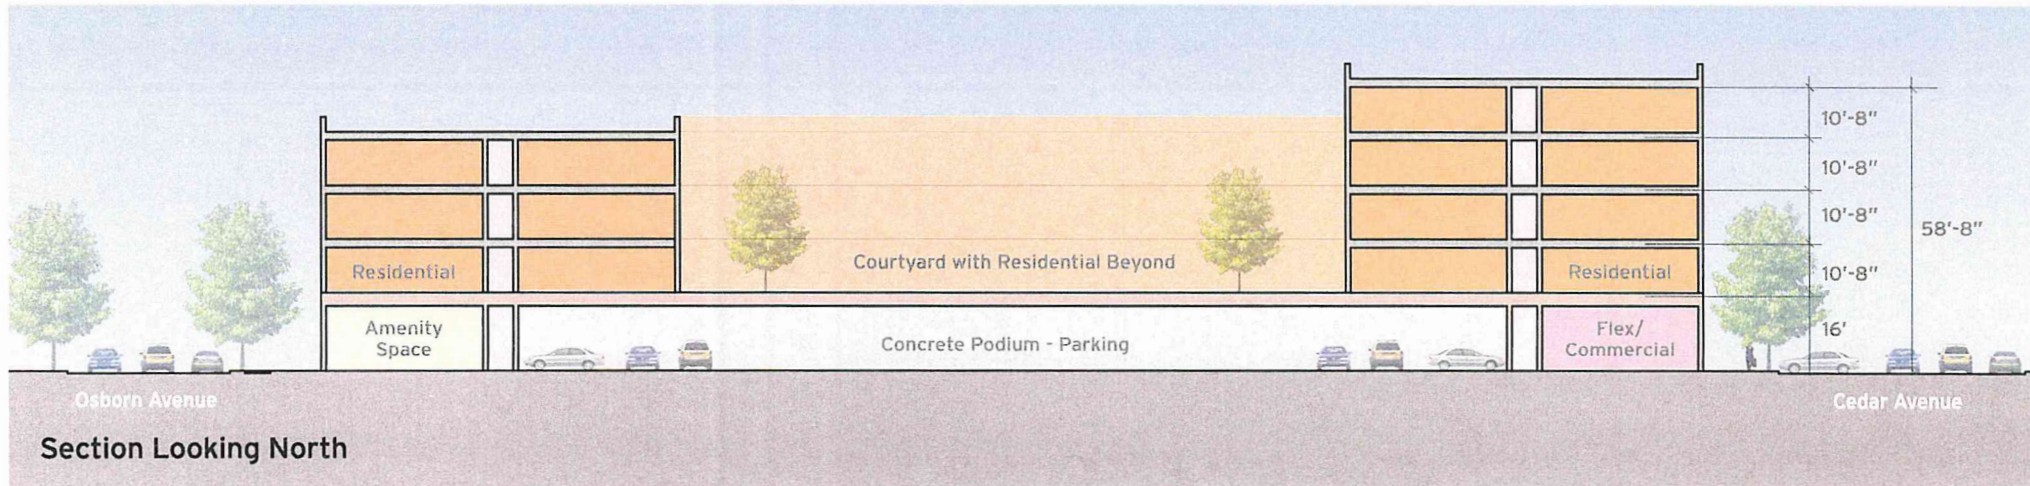 10'-8"
10'-8"
10'-8"
58'-8"
Residential
Courtyard with Residential Beyond
Residential
10'-8"
Amenity
Space
Concrete Podium - Parking
Flex/
Commercial
16'
Osborn Avenue
Cedar Avenue
Section Looking North